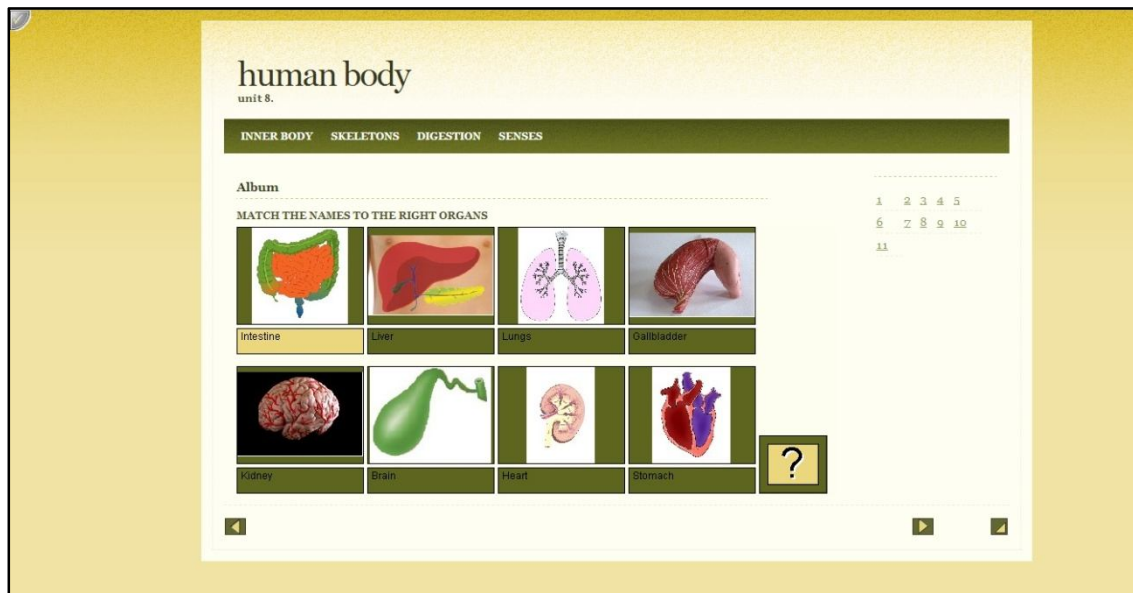 human body
unit 8.
INNER BODY SKELETONS DIGESTION SENSES
Album
MATCH THE NAMES TO THE RIGHT ORGANS
Intestine Liver Lungs Gallbladder
Kidney Brain Heart Stomach
?
1 2 3 4 5
6 7 8 9 10
11